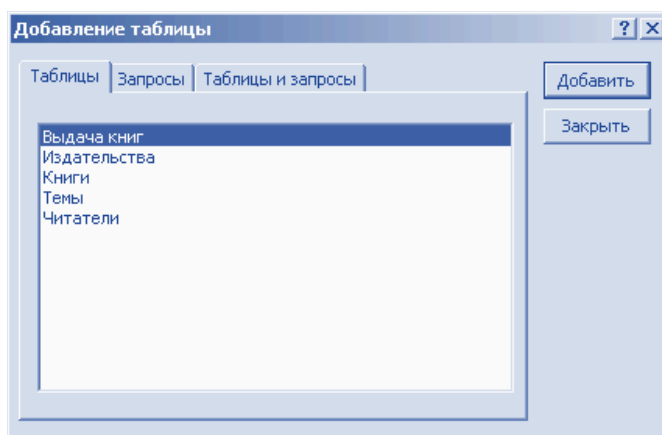 Добавление таблицы
Таблицы Запросы Таблицы и запросы
Добавить
Закрыть
Выдача книг
Издательства
Книги
Темы
Читатели